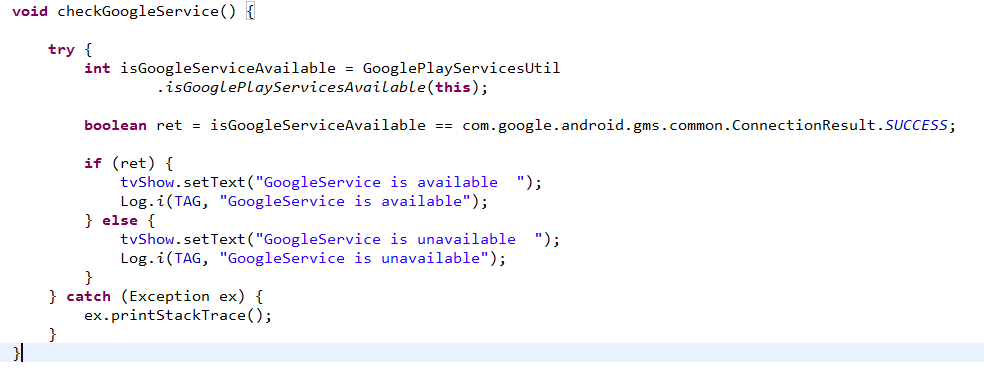 void checkGoogleService() {
try {
int isGoogleServiceAvailable = GooglePlayServicesUtil
.isGooglePlayServicesAvailable(this);
boolean ret = isGoogleServiceAvailable == com.google.android.gms.common.ConnectionResult.SUCCESS;
if (ret) {
tvShow.setText("GoogleService is available  ");
Log.i(TAG, "GoogleService is available");
} else {
tvShow.setText("GoogleService is unavailable  ");
Log.i(TAG, "GoogleService is unavailable");
}
} catch (Exception ex) {
ex.printStackTrace();
}
}